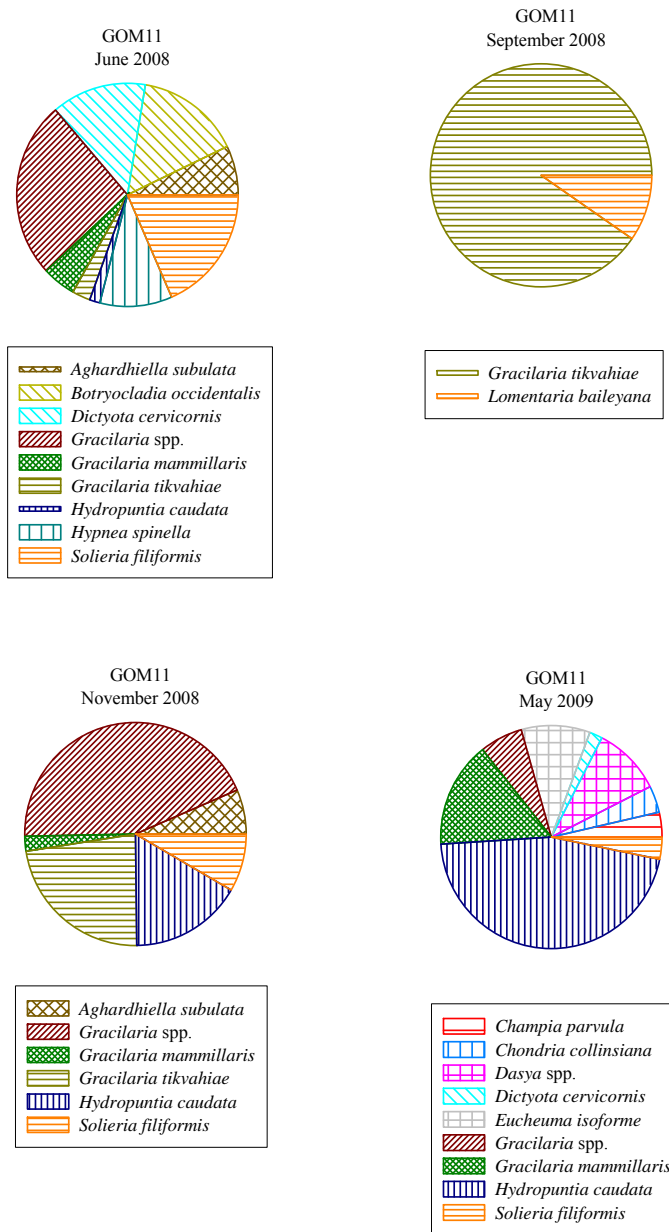 GOM11
June 2008
GOM11
September 2008
Aghardhiella subulata
Botryocladia occidentalis
Dictyota cervicornis
Gracilaria spp.
Gracilaria mammillaris
Gracilaria tikvahiae
Hydropuntia caudata
Hypnea spinella
Solieria filiformis
Gracilaria tikvahiae
Lomentaria baileyana
GOM11
November 2008
GOM11
May 2009
Aghardhiella subulata
Gracilaria spp.
Gracilaria mammillaris
Gracilaria tikvahiae
Hydropuntia caudata
Solieria filiformis
Champia parvula
Chondria collinsiana
Dasya spp.
Dictyota cervicornis
Eucheuma isoforme
Gracilaria spp.
Gracilaria mammillaris
Hydropuntia caudata
Solieria filiformis